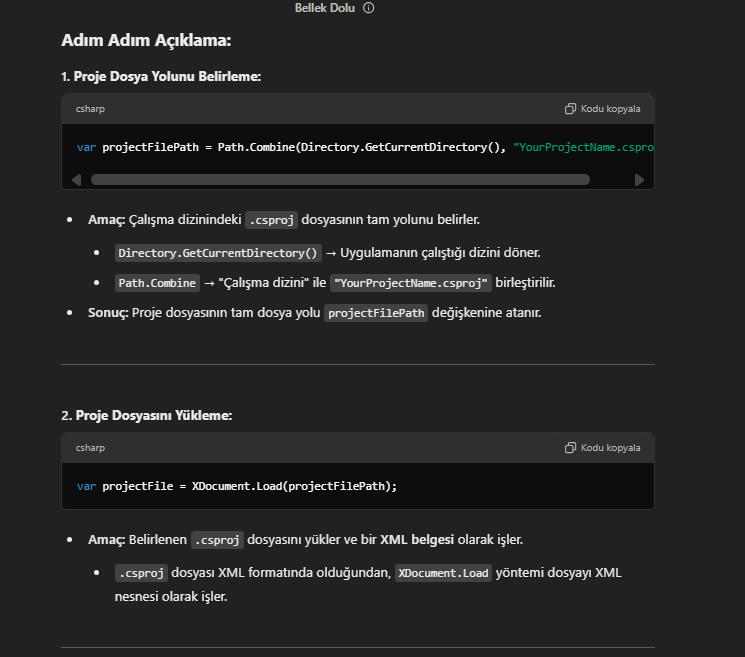 Bellek Dolu
Adım Adım Açıklama:
1. Proje Dosya Yolunu Belirleme:
csharp Kodu kopyala
var projectFilePath = Path.Combine(Directory.GetCurrentDirectory(), "YourProjectName.cspro
Amaç: Çalışma dizinindeki .csproj dosyasının tam yolunu belirler.
Directory.GetCurrentDirectory() → Uygulamanın çalıştığı dizini döner.
Path.Combine → "Çalışma dizini" ile "YourProjectName.csproj" birleştirilir.
Sonuç: Proje dosyasının tam dosya yolu projectFilePath değişkenine atanır.
2. Proje Dosyasını Yükleme:
csharp Kodu kopyala
var projectFile = XDocument.Load(projectFilePath);
Amaç: Belirlenen .csproj dosyasını yükler ve bir XML belgesi olarak işler.
.csproj dosyası XML formatında olduğundan, XDocument.Load yöntemi dosyayı XML
nesnesi olarak işler.